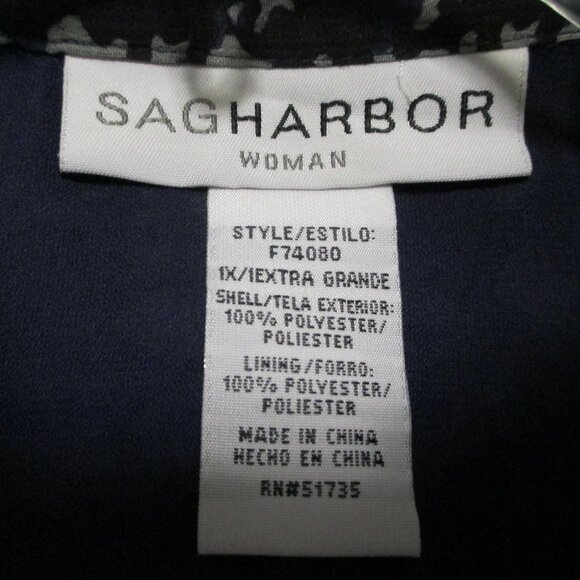 SAGHARBOR
WOMAN
STYLE/ESTILO:
F74080
1X/1EXTRA GRANDE
SHELL/TELA EXTERIOR:
100% POLYESTER/
POLIESTER
LINING/FORRO:
100% POLYESTER/
POLIESTER
MADE IN CHINA
HECHO EN CHINA
RN#51735